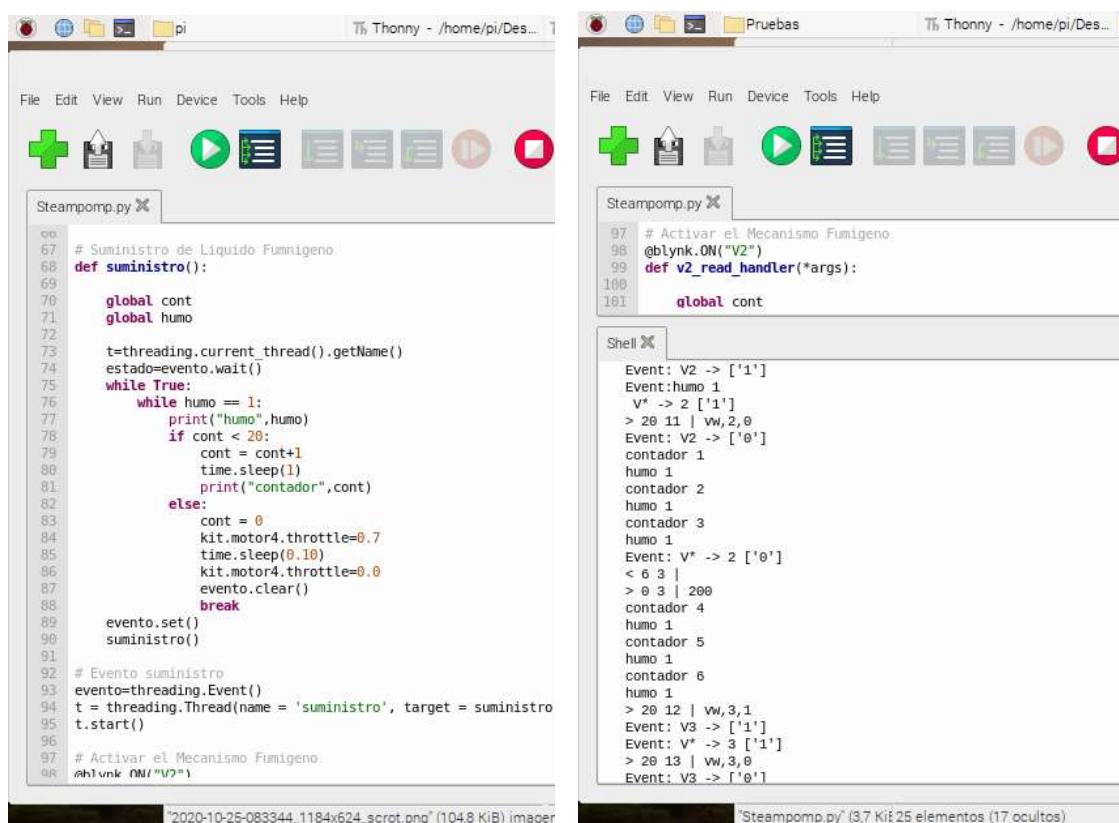 pi
Thonny - /home/pi/Des...
File Edit View Run Device Tools Help
Steampomp.py
66
67 # Suministro de Liquido Fumnigeno
68 def suministro():
69
70 global cont
71 global humo
72
73 t=threading.current_thread().getName()
74 estado=evento.wait()
75 while True:
76 while humo == 1:
77 print("humo",humo)
78 if cont < 20:
79 cont = cont+1
80 time.sleep(1)
81 print("contador",cont)
82 else:
83 cont = 0
84 kit.motor4.throttle=0.7
85 time.sleep(0.10)
86 kit.motor4.throttle=0.0
87 evento.clear()
88 break
89 evento.set()
90 suministro()
91
92 # Evento suministro
93 evento=threading.Event()
94 t = threading.Thread(name = 'suministro', target = suministro
95 t.start()
96
97 # Activar el Mecanismo Fumigeno
98 @blynk.ON("V2")
"2020-10-25-083344_1184x624_scrot.png" (104,8 KiB) imagen
Pruebas
Thonny - /home/pi/Des...
File Edit View Run Device Tools Help
Steampomp.py
97 # Activar el Mecanismo Fumigeno
98 @blynk.ON("V2")
99 def v2_read_handler(*args):
100
101 global cont
Shell
Event: V2 -> ['1']
Event:humo 1
V* -> 2 ['1']
> 20 11 | vw,2,0
Event: V2 -> ['0']
contador 1
humo 1
contador 2
humo 1
contador 3
humo 1
Event: V* -> 2 ['0']
< 6 3 |
> 0 3 | 200
contador 4
humo 1
contador 5
humo 1
contador 6
humo 1
> 20 12 | vw,3,1
Event: V3 -> ['1']
Event: V* -> 3 ['1']
> 20 13 | vw,3,0
Event: V3 -> ['0']
"Steampomp.py" (3,7 KiE 25 elementos (17 ocultos)